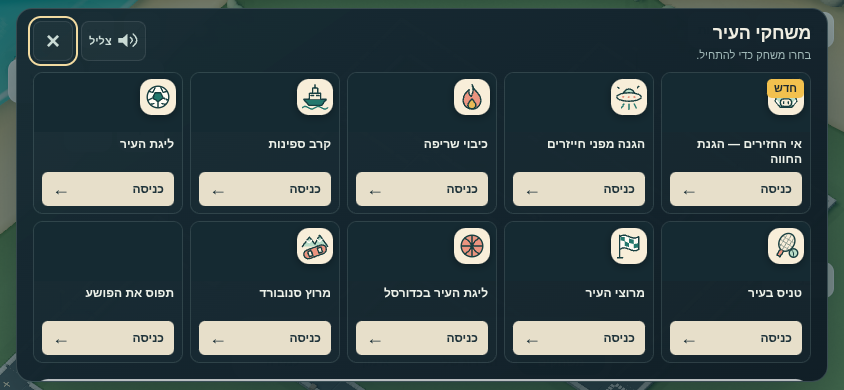 משחקי העיר
בחרו משחק כדי להתחיל.
צליל
חדש
אי החזירים — הגנת
החווה
כניסה
הגנה מפני חייזרים
כניסה
כיבוי שריפה
כניסה
קרב ספינות
כניסה
ליגת העיר
כניסה
טניס בעיר
כניסה
מרוצי העיר
כניסה
ליגת העיר בכדורסל
כניסה
מרוץ סנובורד
כניסה
תפוס את הפושע
כניסה